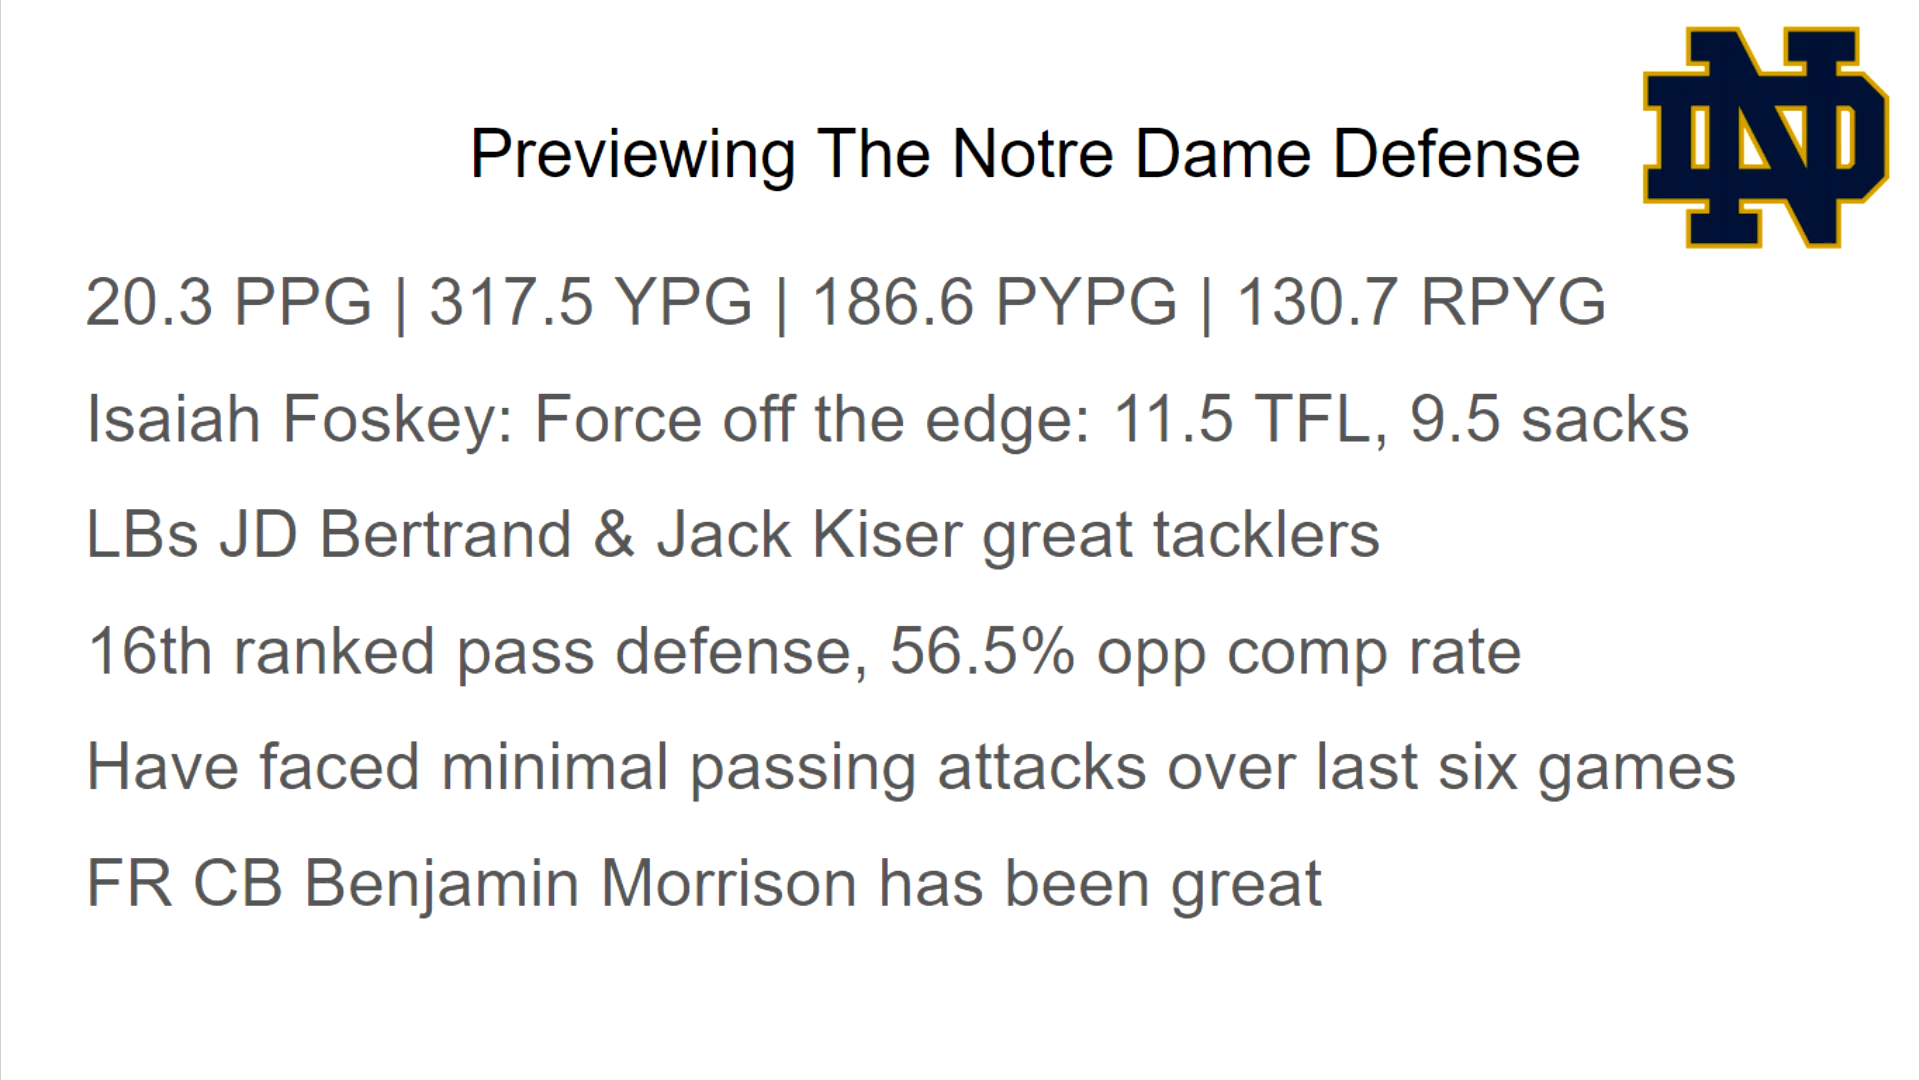 Previewing The Notre Dame Defense
20.3 PPG | 317.5 YPG | 186.6 PYPG | 130.7 RPYG
Isaiah Foskey: Force off the edge: 11.5 TFL, 9.5 sacks
LBs JD Bertrand & Jack Kiser great tacklers
16th ranked pass defense, 56.5% opp comp rate
Have faced minimal passing attacks over last six games
FR CB Benjamin Morrison has been great